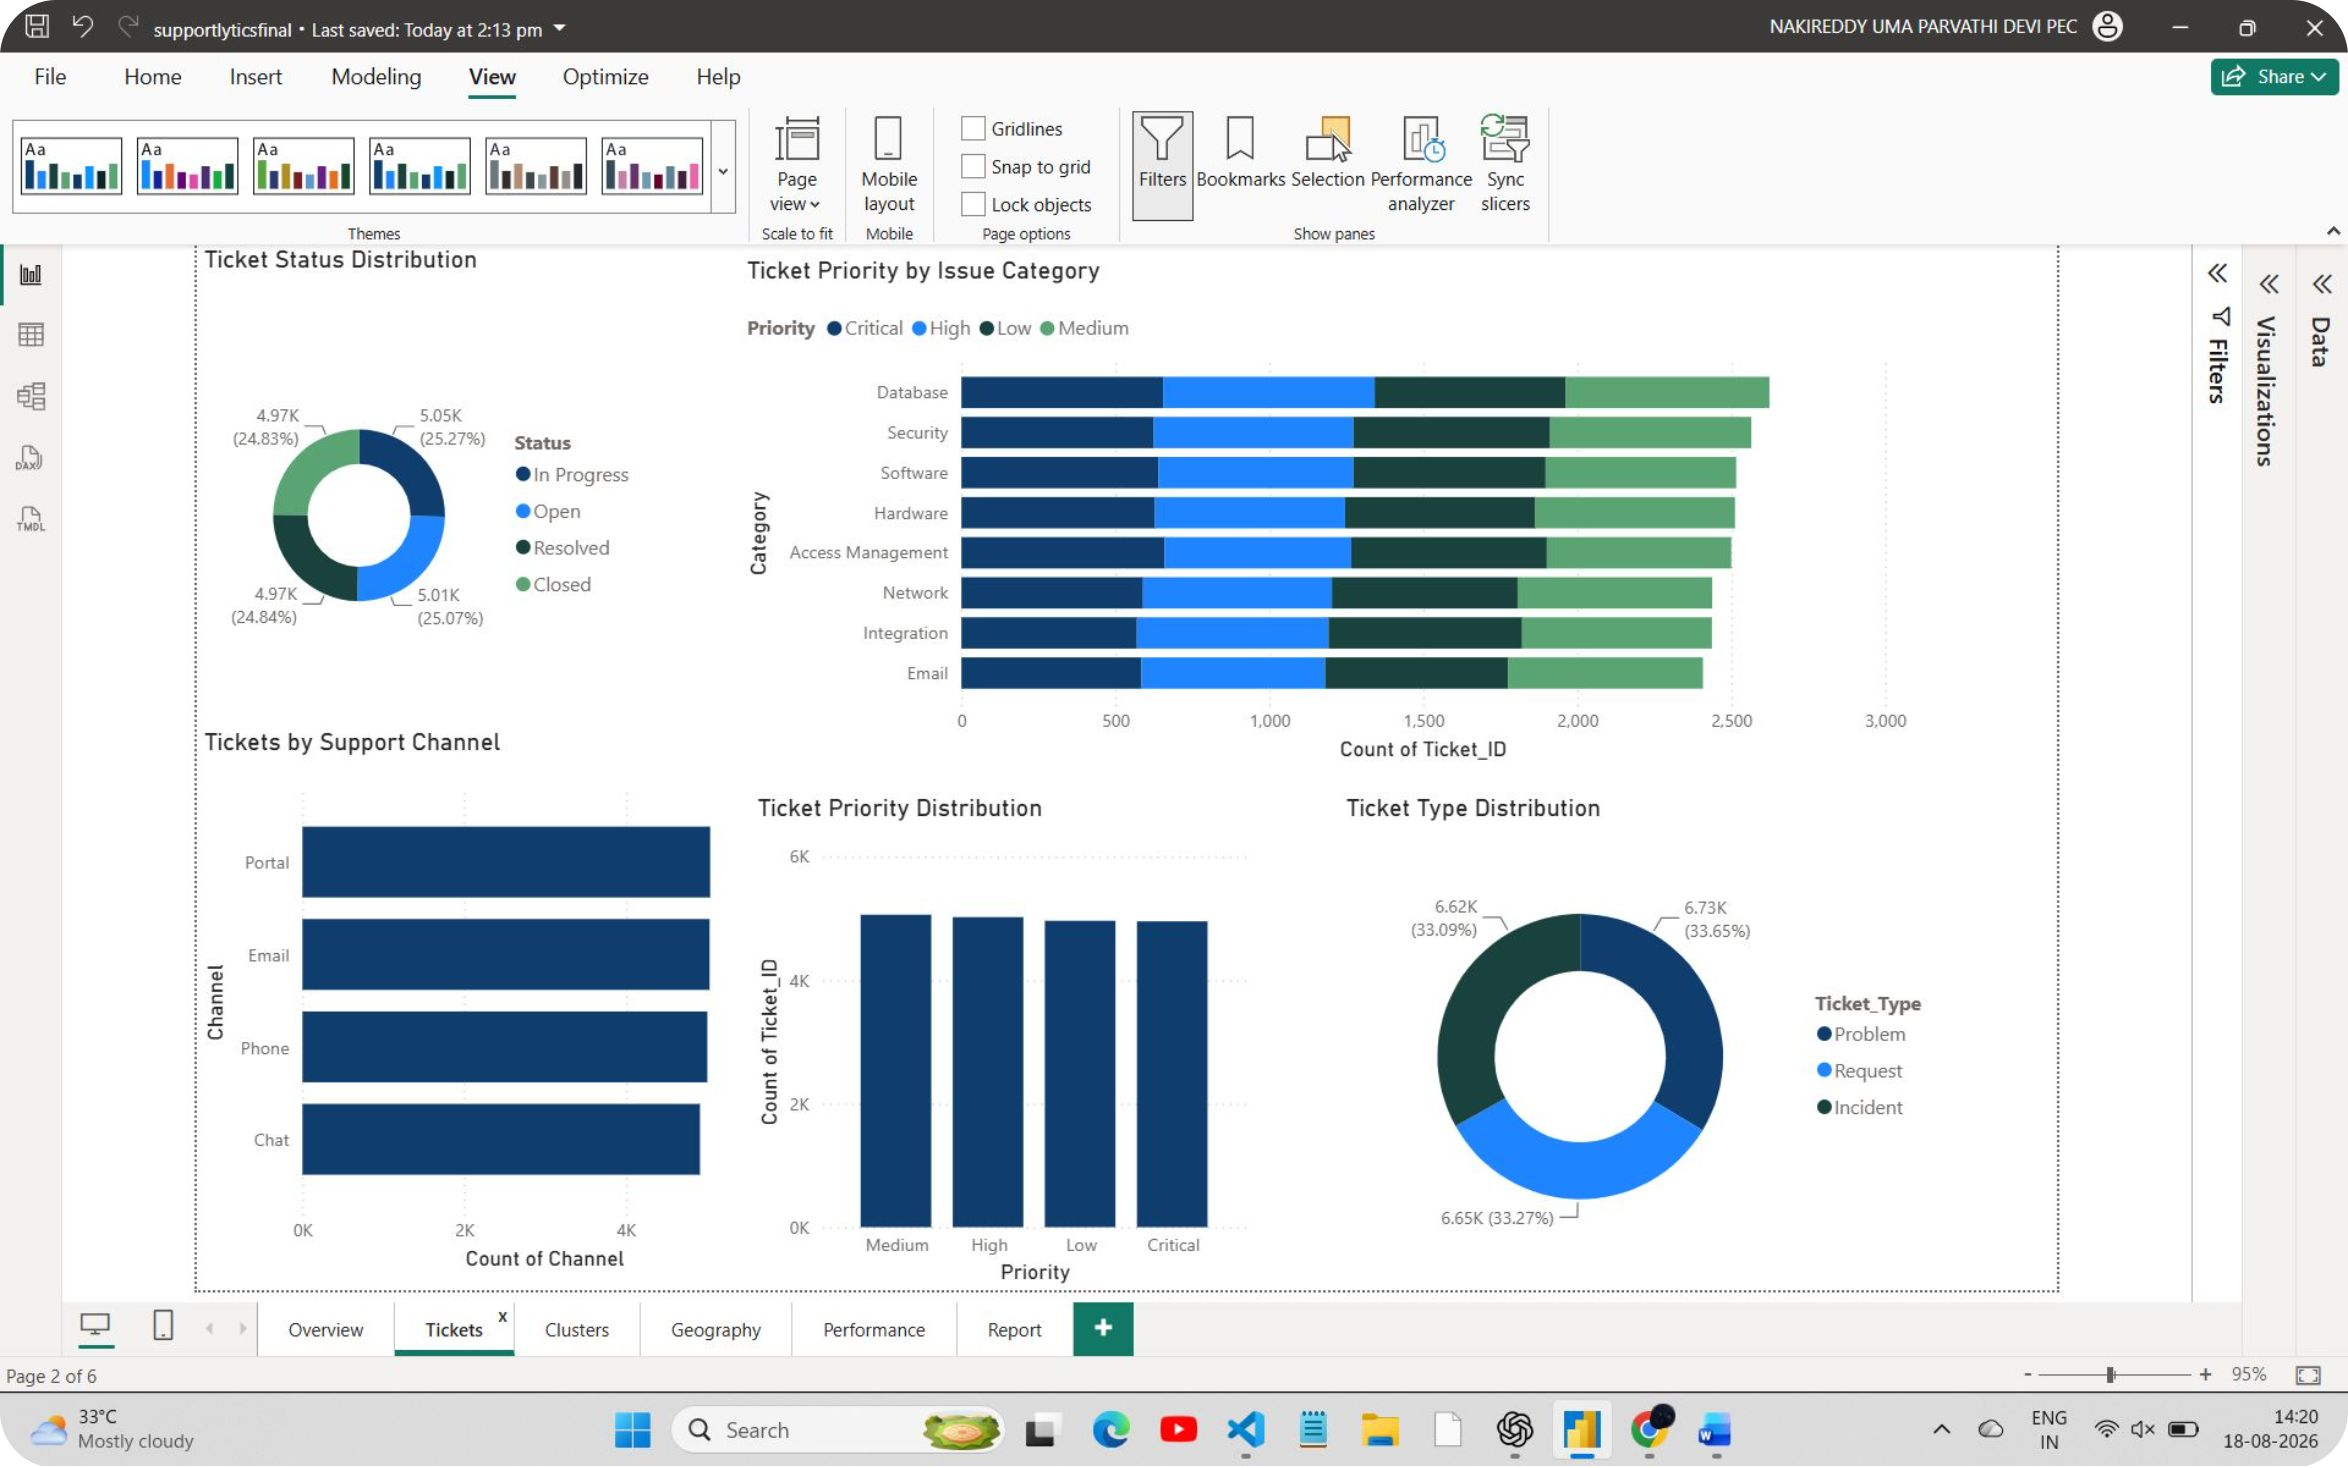 supportlyticsfinal • Last saved: Today at 2:13 pm
NAKIREDDY UMA PARVATHI DEVI PEC
File Home Insert Modeling View Optimize Help
Share
Aa Aa Aa Aa Aa Aa
Themes
Page view
Scale to fit
Mobile layout
Mobile
Gridlines
Snap to grid
Lock objects
Page options
Filters
Bookmarks
Selection
Performance analyzer
Sync slicers
Show panes
DAX
TMDL
Ticket Status Distribution
4.97K
(24.83%)
5.05K
(25.27%)
4.97K
(24.84%)
5.01K
(25.07%)
Status
In Progress
Open
Resolved
Closed
Ticket Priority by Issue Category
Priority Critical High Low Medium
Category
Database
Security
Software
Hardware
Access Management
Network
Integration
Email
0 500 1,000 1,500 2,000 2,500 3,000
Count of Ticket_ID
Tickets by Support Channel
Channel
Portal
Email
Phone
Chat
0K 2K 4K
Count of Channel
Ticket Priority Distribution
Count of Ticket_ID
6K
4K
2K
0K
Medium High Low Critical
Priority
Ticket Type Distribution
6.62K
(33.09%)
6.73K
(33.65%)
6.65K (33.27%)
Ticket_Type
Problem
Request
Incident
Filters
Visualizations
Data
Overview Tickets x Clusters Geography Performance Report +
Page 2 of 6
- + 95%
33°C
Mostly cloudy
Search
W
ENG
IN
14:20
18-08-2026